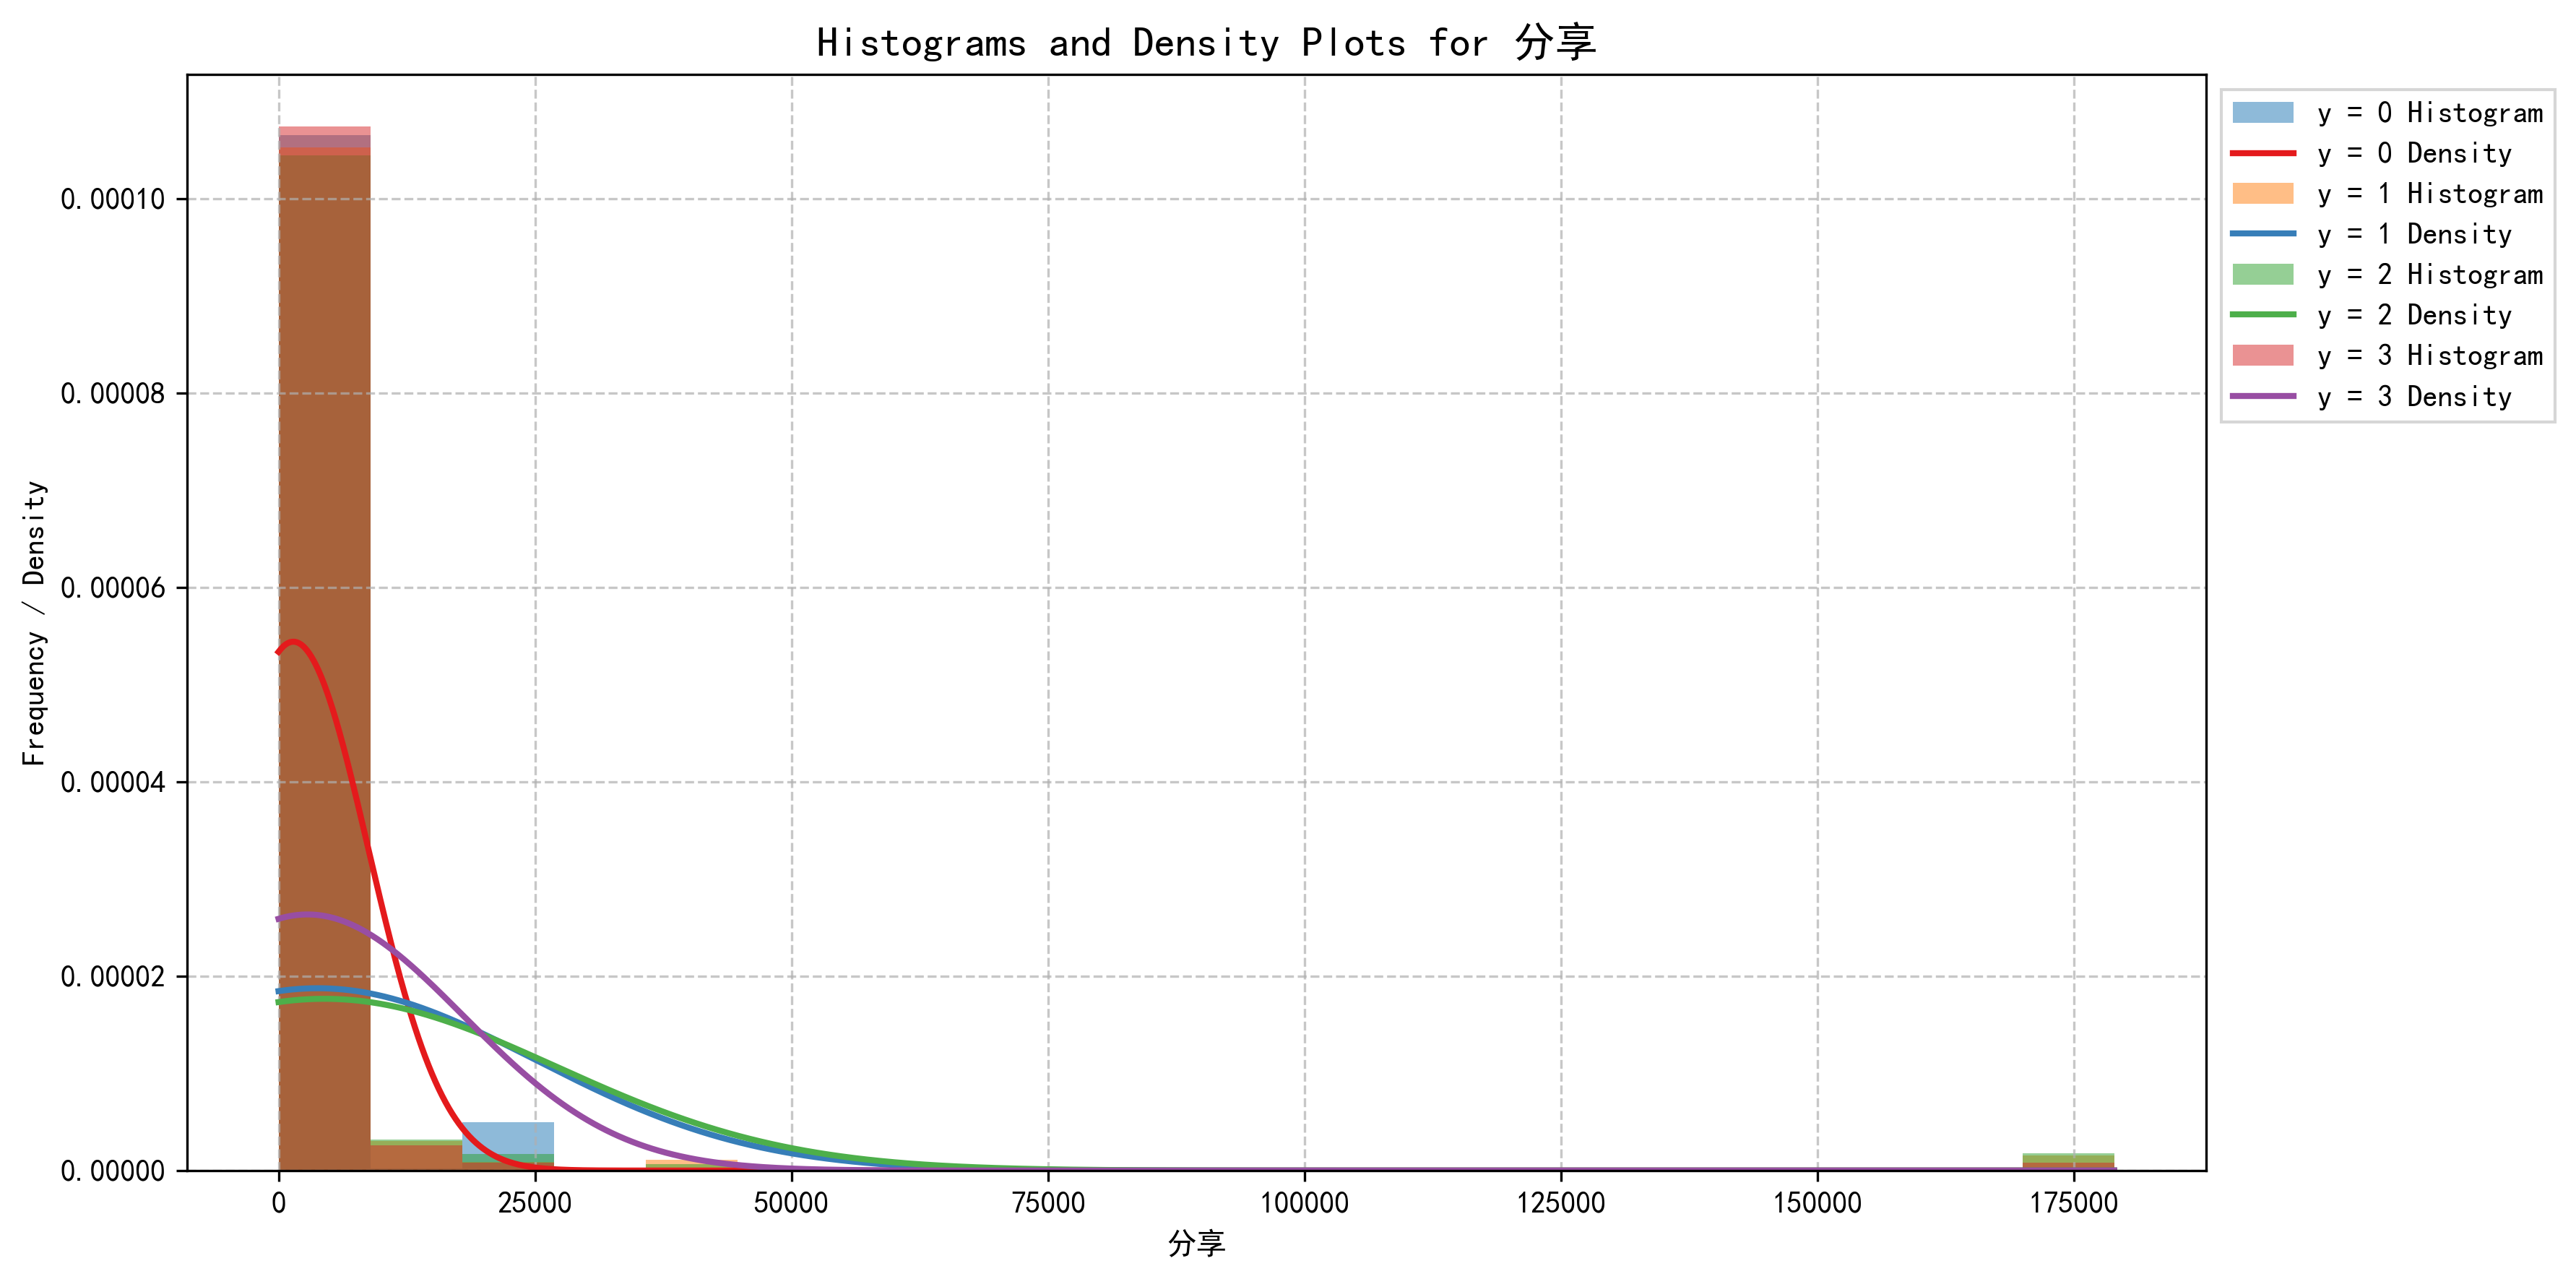 Histograms and Density Plots for 分享
y = 0 Histogram
y = 0 Density
y = 1 Histogram
y = 1 Density
y = 2 Histogram
y = 2 Density
y = 3 Histogram
y = 3 Density
Frequency / Density
0.00010
0.00008
0.00006
0.00004
0.00002
0.00000
0 25000 50000 75000 100000 125000 150000 175000
分享